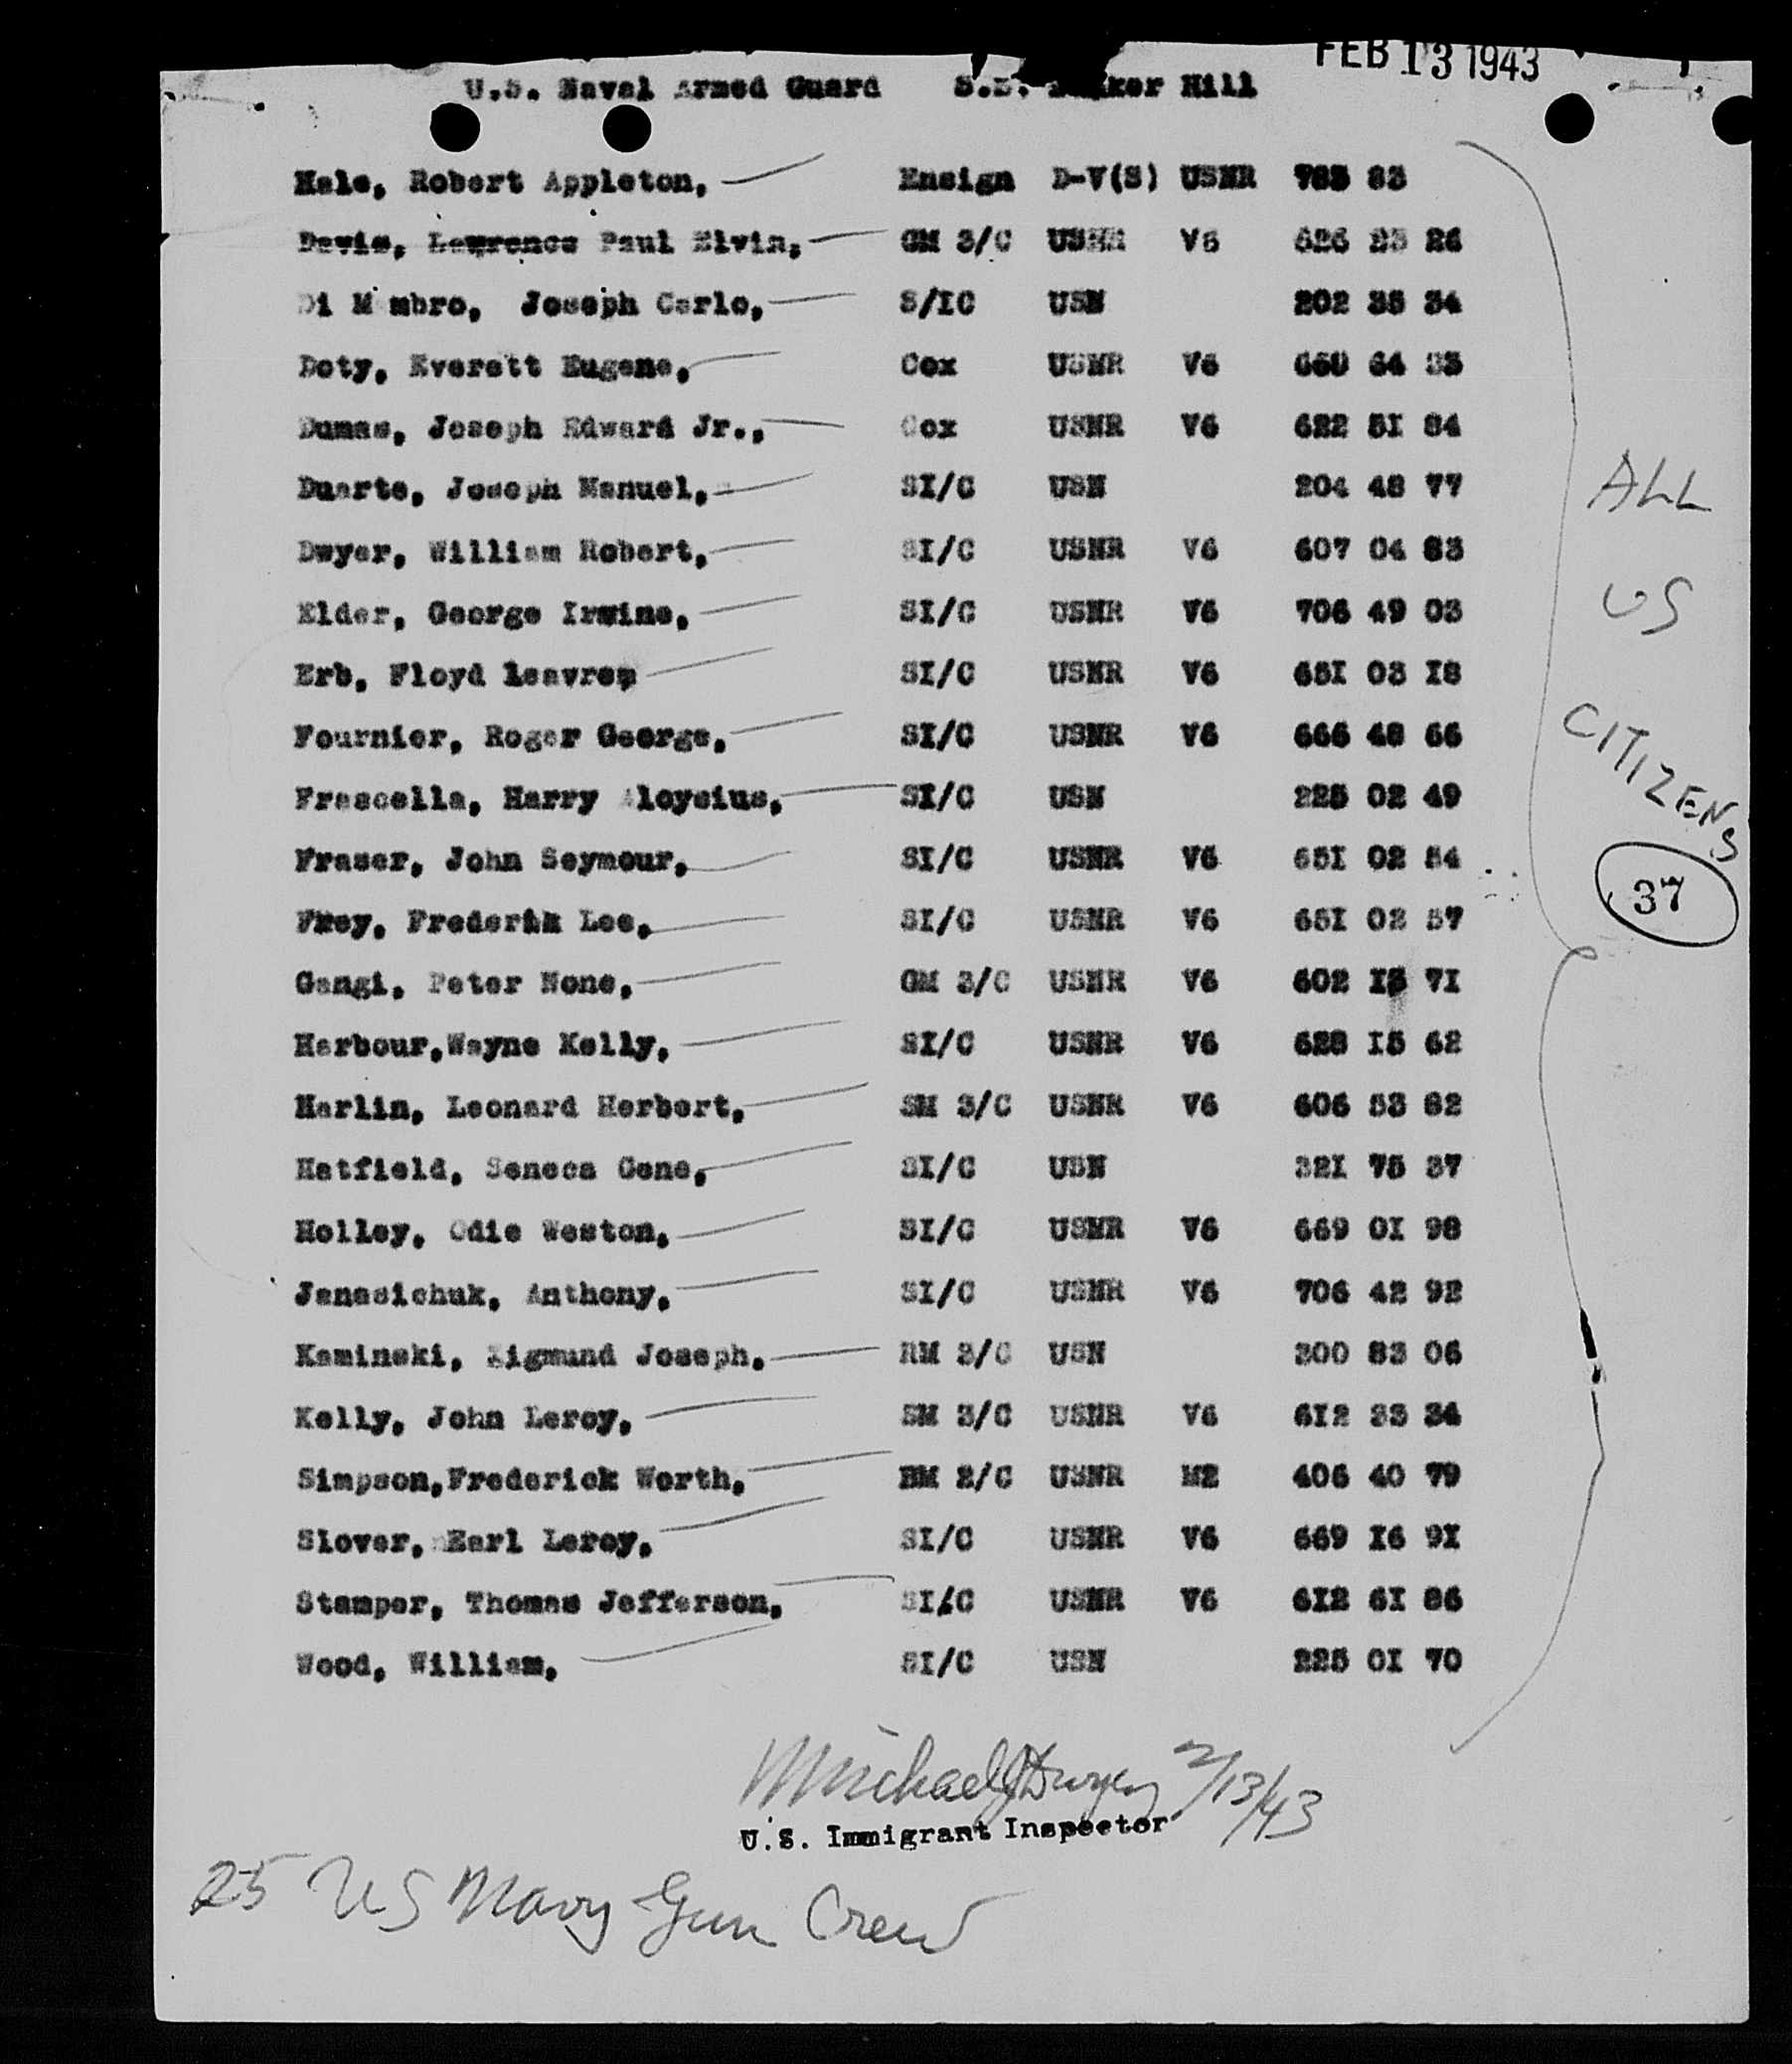 FEB 13 1943
U.S. Naval Armed Guard S.S. Bunker Hill
Hale, Robert Appleton, Ensign D-V(S) USNR 83
Davis, Lawrence Paul Elvin, GM 3/C USNR V6 626 26
Di Membro, Joseph Carlo, S/IC USN 202 34
Doty, Everett Eugene, Cox USNR V6 64
Dumas, Joseph Edward Jr., Cox USNR V6 622 5I 84
Duarte, Joseph Manuel, SI/C USN 204 48 77
Dwyer, William Robert, SI/C USNR V6 607 04 83
Elder, George Irwine, SI/C USNR V6 706 49 03
Erb, Floyd SI/C USNR V6 65I 03 I8
Fournier, Roger George, SI/C USNR V6 666 48 66
Frascella, Harry Aloysius, SI/C USN 225 02 49
Fraser, John Seymour, SI/C USNR V6 65I 02 54
Frey, Frederik Lee, SI/C USNR V6 65I 02 57
Gangi, Peter None, GM 3/C USNR V6 602 7I
Harbour,Wayne Kelly, SI/C USNR V6 628 I5 62
Harlin, Leonard Herbert, SM 3/C USNR V6 606 53 82
Hatfield, Seneca Gene, SI/C USN 32I 75 37
Holley, Odie Weston, SI/C USNR V6 669 0I 98
Janasichuk, Anthony, SI/C USNR V6 706 42 92
Kaminski, Zigmund Joseph, RM 3/C USN 300 83 06
Kelly, John Leroy, SM 3/C USNR V6 6I2 33 34
Simpson,Frederick Worth, BM 2/C USNR M2 406 40 79
Slover, Earl Leroy, SI/C USNR V6 669 I6 9I
Stamper, Thomas Jefferson, SI/C USNR V6 6I2 6I 86
Wood, William, SI/C USN 225 0I 70
ALL
US
CITIZENS
37
Michael J Dwyer 2/13/43
U.S. Immigrant Inspector
25 US Navy Gun Crew